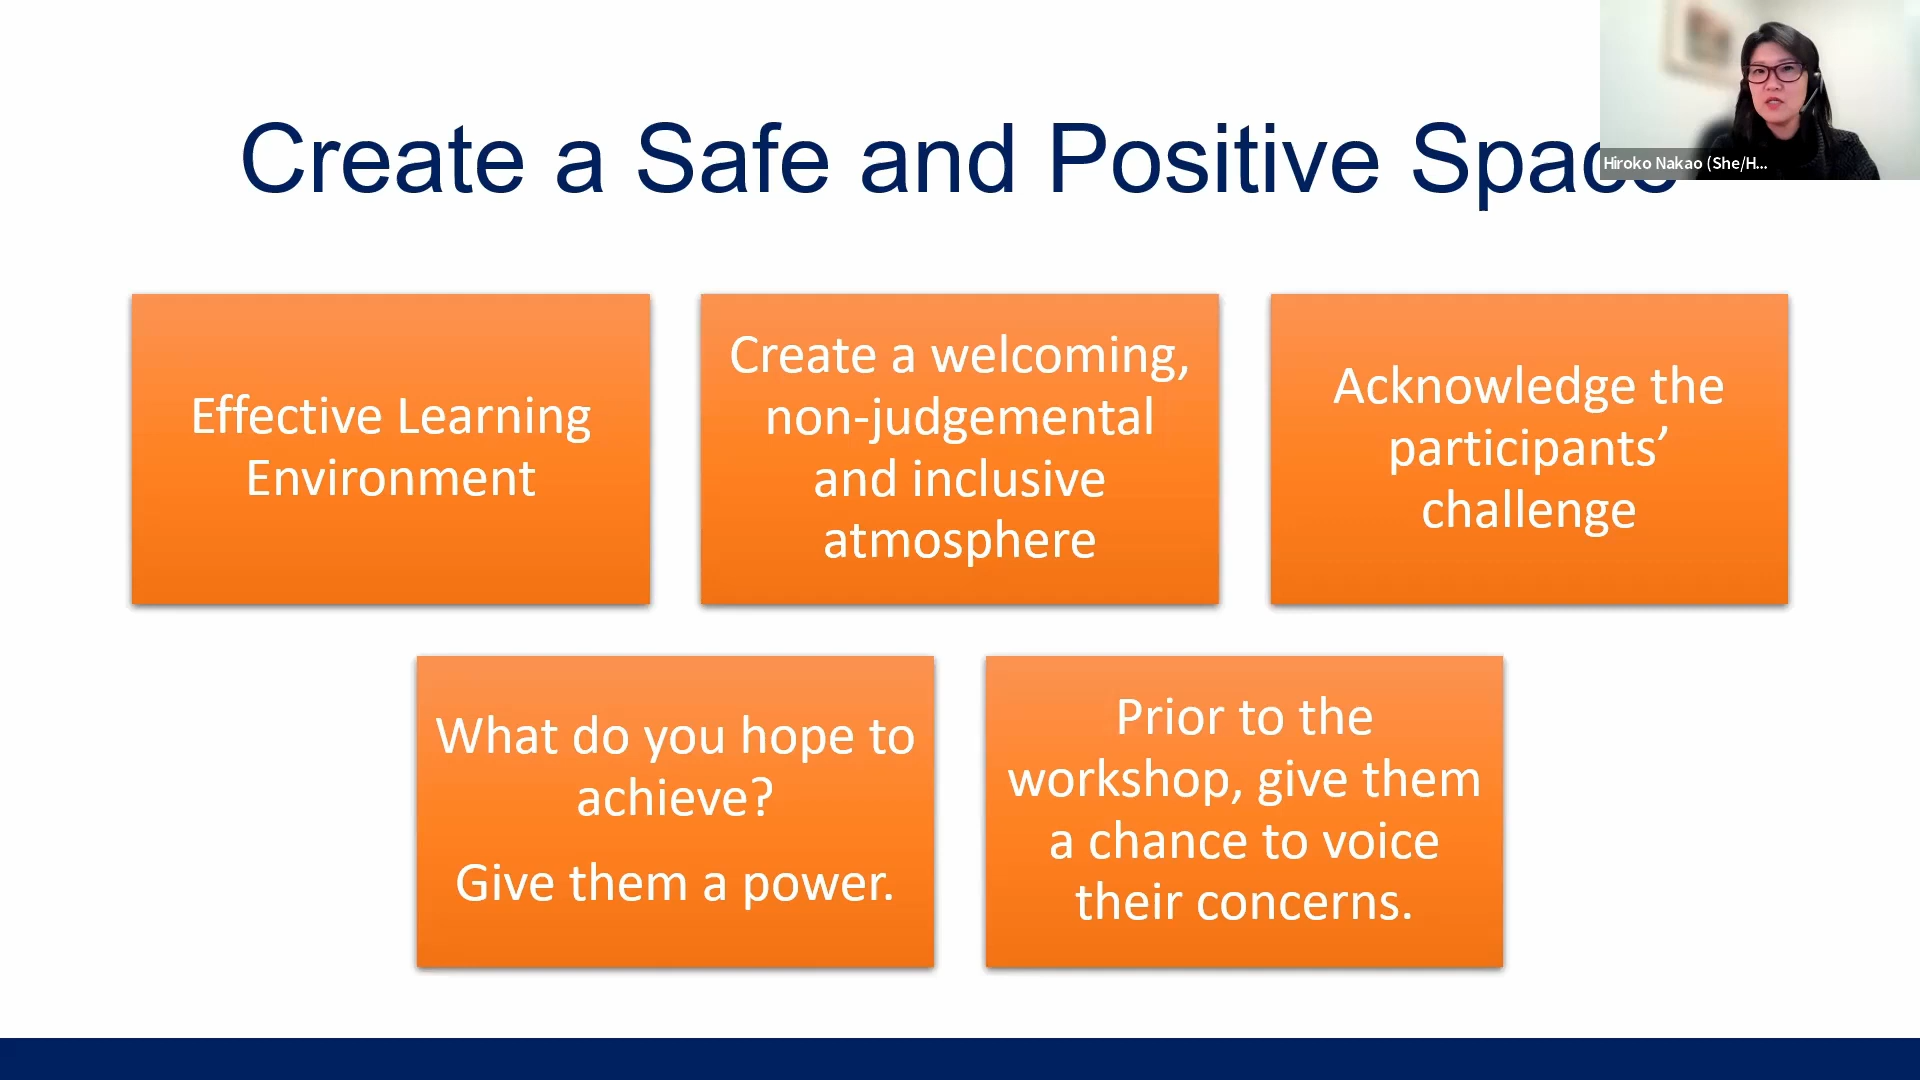 Create a Safe and Positive Space
Hiroko Nakao (She/H...
Effective Learning
Environment
Create a welcoming,
non-judgemental
and inclusive
atmosphere
Acknowledge the
participants’
challenge
What do you hope to
achieve?
Give them a power.
Prior to the
workshop, give them
a chance to voice
their concerns.